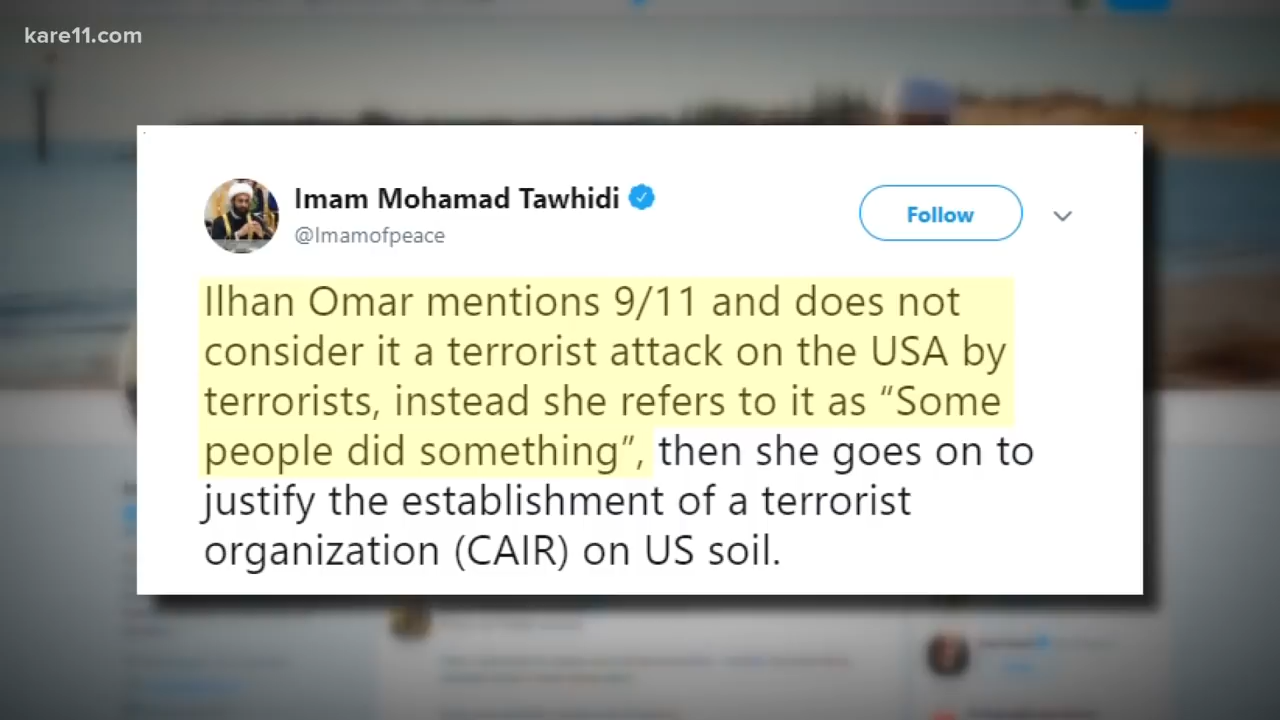 kare11.com
Imam Mohamad Tawhidi
Follow
@Imamofpeace
Ilhan Omar mentions 9/11 and does not
consider it a terrorist attack on the USA by
terrorists, instead she refers to it as “Some
people did something”, then she goes on to
justify the establishment of a terrorist
organization (CAIR) on US soil.